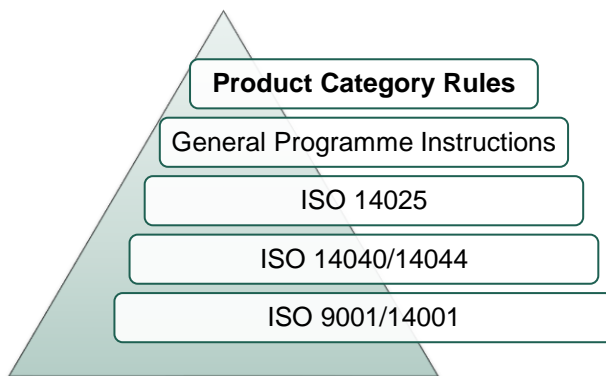 Product Category Rules
General Programme Instructions
ISO 14025
ISO 14040/14044
ISO 9001/14001